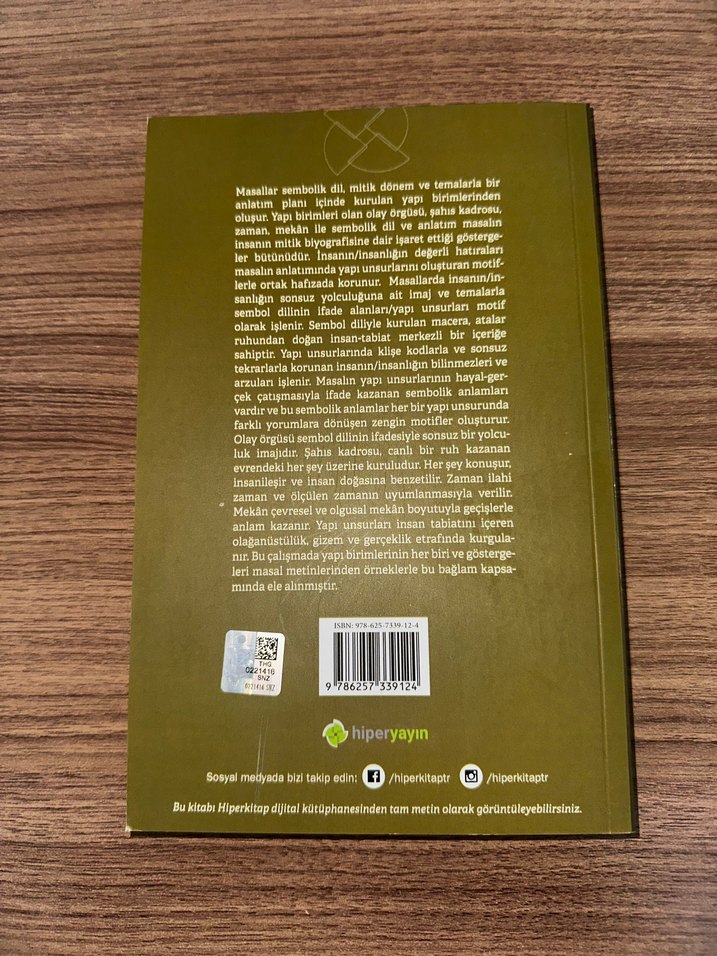 Masallar sembolik dil, mitik dönem ve temalarla bir
anlatım planı içinde kurulan yapı birimlerinden
oluşur. Yapı birimleri olan olay örgüsü, şahıs kadrosu,
zaman, mekân ile sembolik dil ve anlatım masalın
insanın mitik biyografisine dair işaret ettiği gösterge-
ler bütünüdür. İnsanın/insanlığın değerli hatıraları
masalın anlatımında yapı unsurlarını oluşturan motif-
lerle ortak hafızada korunur. Masallarda insanın/in-
sanlığın sonsuz yolculuğuna ait imaj ve temalarla
sembol dilinin ifade alanları/yapı unsurları motif
olarak işlenir. Sembol diliyle kurulan macera, atalar
ruhundan doğan insan-tabiat merkezli bir içeriğe
sahiptir. Yapı unsurlarında klişe kodlarla ve sonsuz
tekrarlarla korunan insanın/insanlığın bilinmezleri ve
arzuları işlenir. Masalın yapı unsurlarının hayal-ger-
çek çatışmasıyla ifade kazanan sembolik anlamları
vardır ve bu sembolik anlamlar her bir yapı unsurunda
farklı yorumlara dönüşen zengin motifler oluşturur.
Olay örgüsü sembol dilinin ifadesiyle sonsuz bir yolcu-
luk imajıdır. Şahıs kadrosu, canlı bir ruh kazanan
evrendeki her şey üzerine kuruludur. Her şey konuşur,
insanileşir ve insan doğasına benzetilir. Zaman ilahi
zaman ve ölçülen zamanın uyumlanmasıyla verilir.
Mekân çevresel ve olgusal mekân boyutuyla geçişlerle
anlam kazanır. Yapı unsurları insan tabiatını içeren
olağanüstülük, gizem ve gerçeklik etrafında kurgula-
nır. Bu çalışmada yapı birimlerinin her biri ve gösterge-
leri masal metinlerinden örneklerle bu bağlam kapsa-
mında ele alınmıştır.
ISBN: 978-625-7339-12-4
9 786257 339124
THG
0221416
SNZ
0221416 SNZ
hiperyayın
Sosyal medyada bizi takip edin: /hiperkitaptr /hiperkitaptr
Bu kitabı Hiperkitap dijital kütüphanesinden tam metin olarak görüntüleyebilirsiniz.